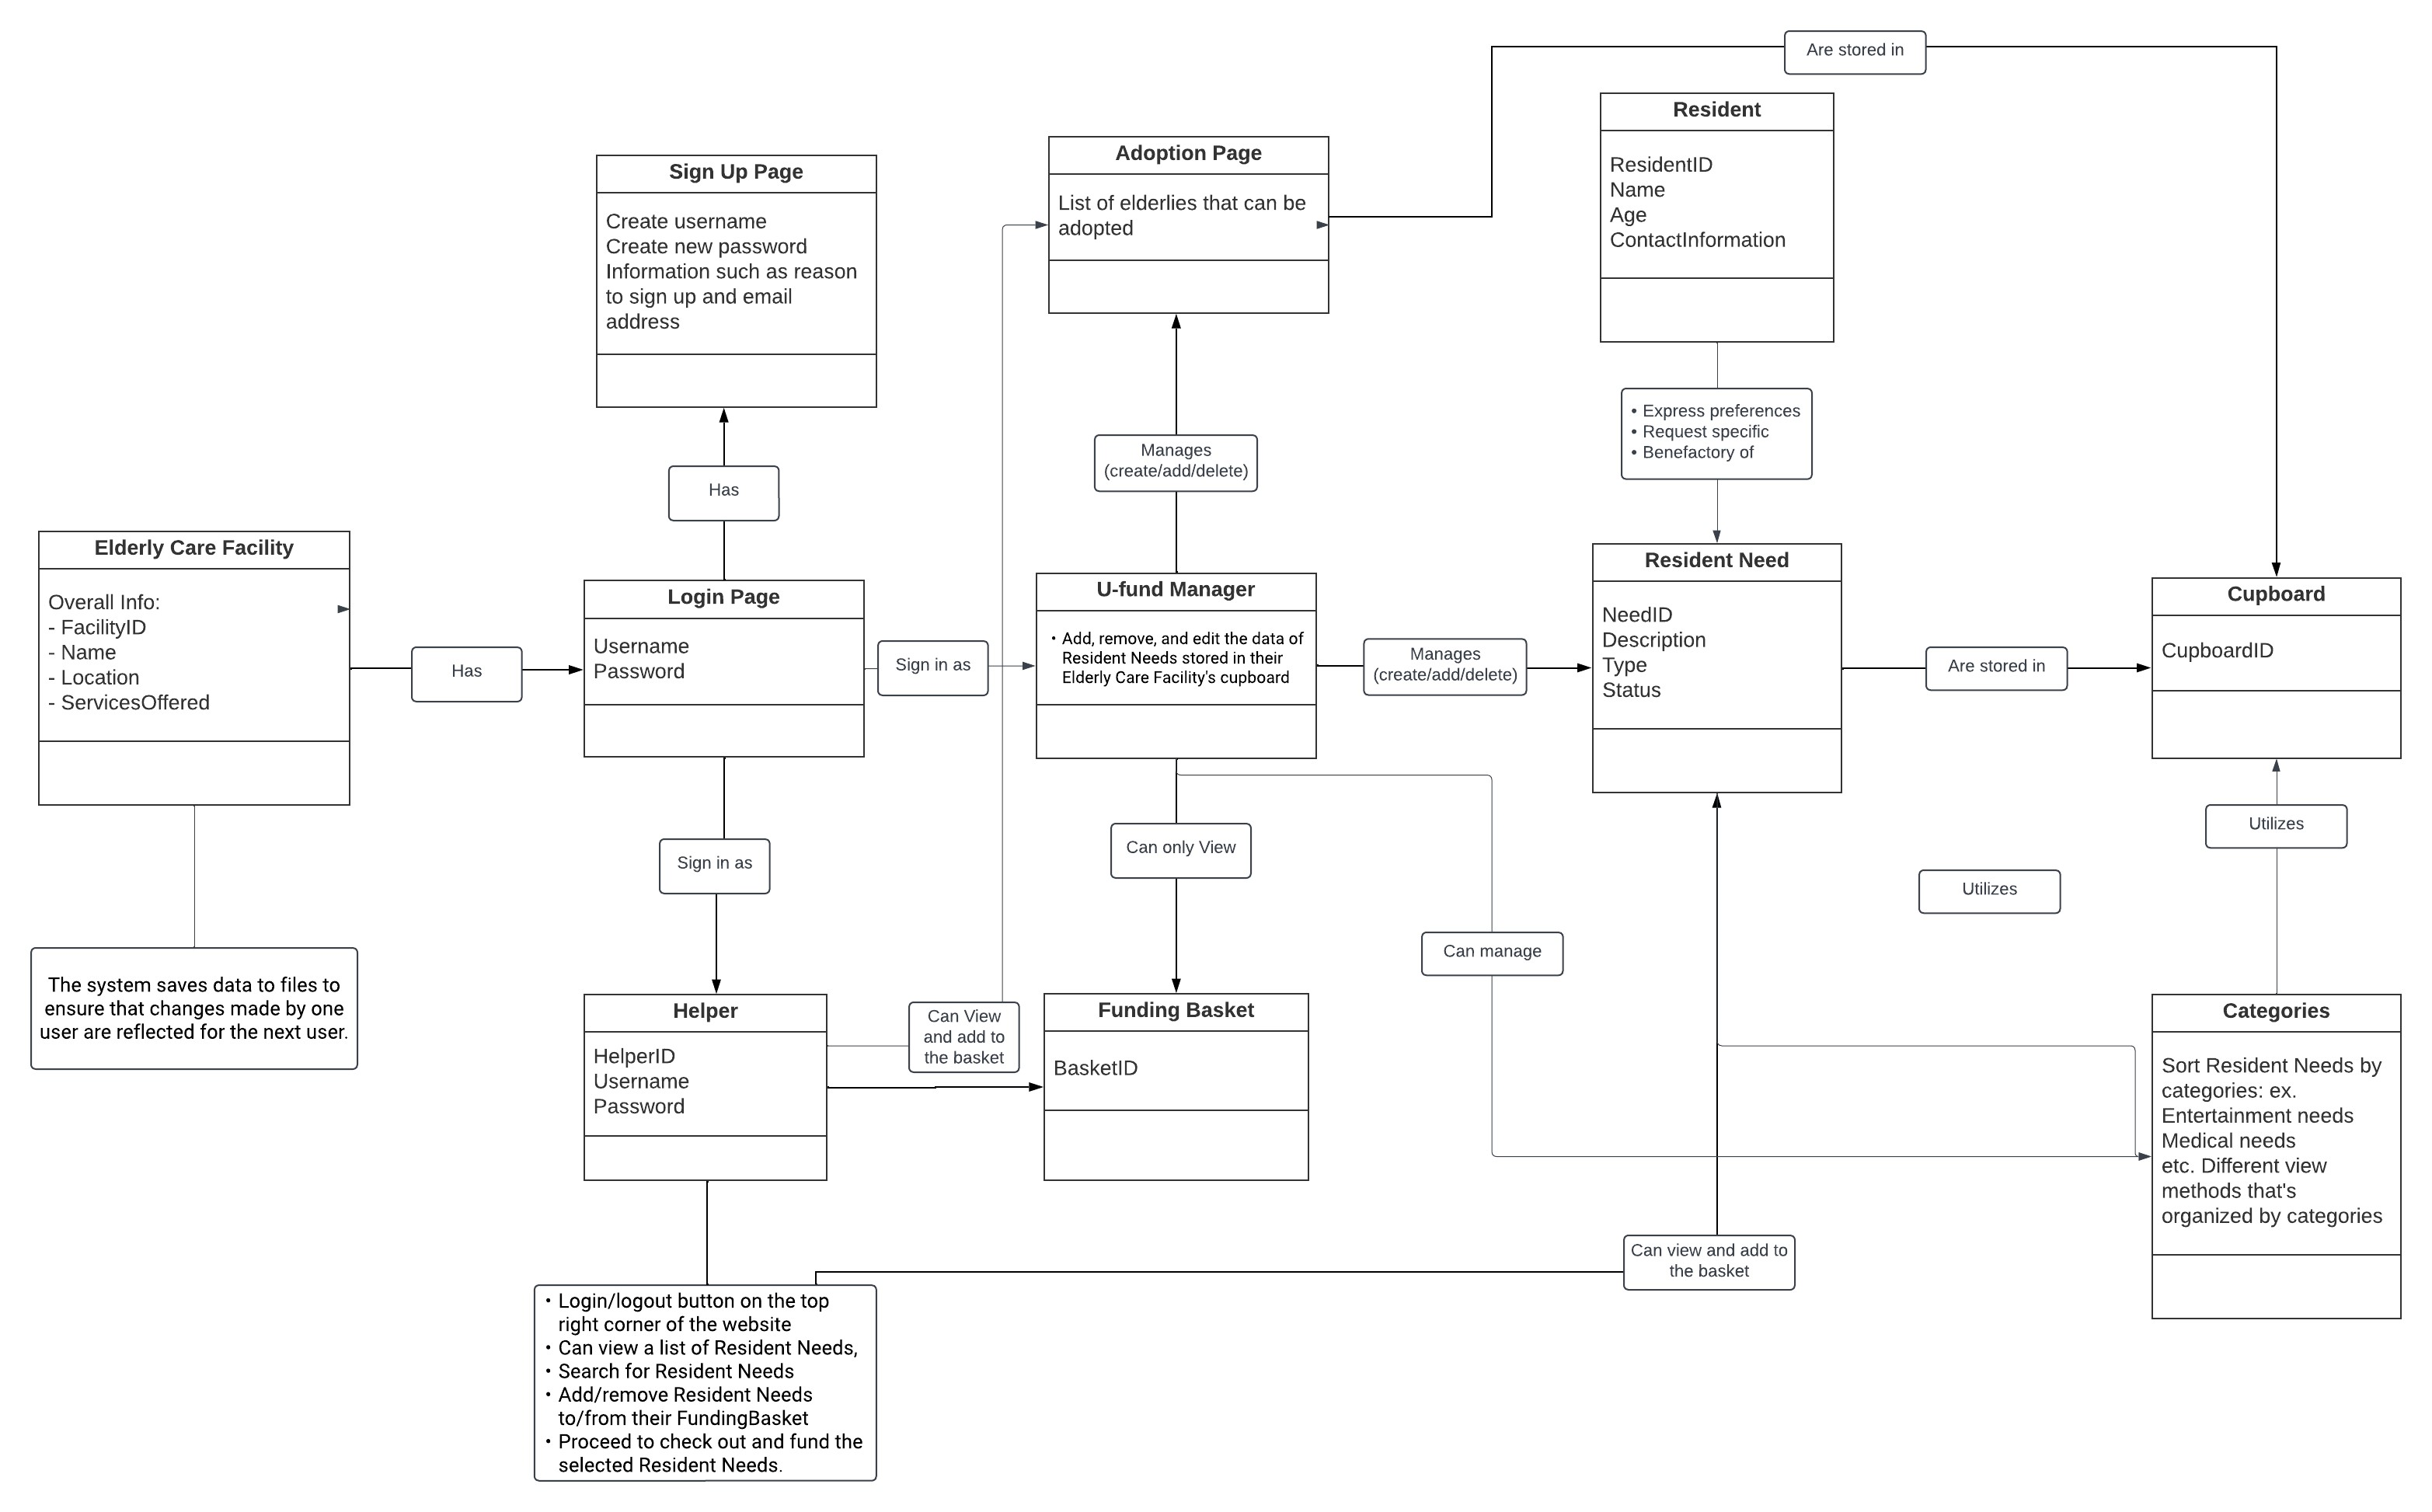 Are stored in
Resident
ResidentID
Name
Age
ContactInformation
Adoption Page
List of elderlies that can be
adopted
Sign Up Page
Create username
Create new password
Information such as reason
to sign up and email
address
• Express preferences
• Request specific
• Benefactory of
Manages
(create/add/delete)
Has
Elderly Care Facility
Overall Info:
- FacilityID
- Name
- Location
- ServicesOffered
Has
Login Page
Username
Password
Sign in as
U-fund Manager
• Add, remove, and edit the data of
Resident Needs stored in their
Elderly Care Facility's cupboard
Manages
(create/add/delete)
Resident Need
NeedID
Description
Type
Status
Are stored in
Cupboard
CupboardID
Utilizes
Utilizes
Sign in as
Can only View
Can manage
The system saves data to files to
ensure that changes made by one
user are reflected for the next user.
Helper
HelperID
Username
Password
Can View
and add to
the basket
Funding Basket
BasketID
Categories
Sort Resident Needs by
categories: ex.
Entertainment needs
Medical needs
etc. Different view
methods that's
organized by categories
Can view and add to
the basket
• Login/logout button on the top
right corner of the website
• Can view a list of Resident Needs,
• Search for Resident Needs
• Add/remove Resident Needs
to/from their FundingBasket
• Proceed to check out and fund the
selected Resident Needs.